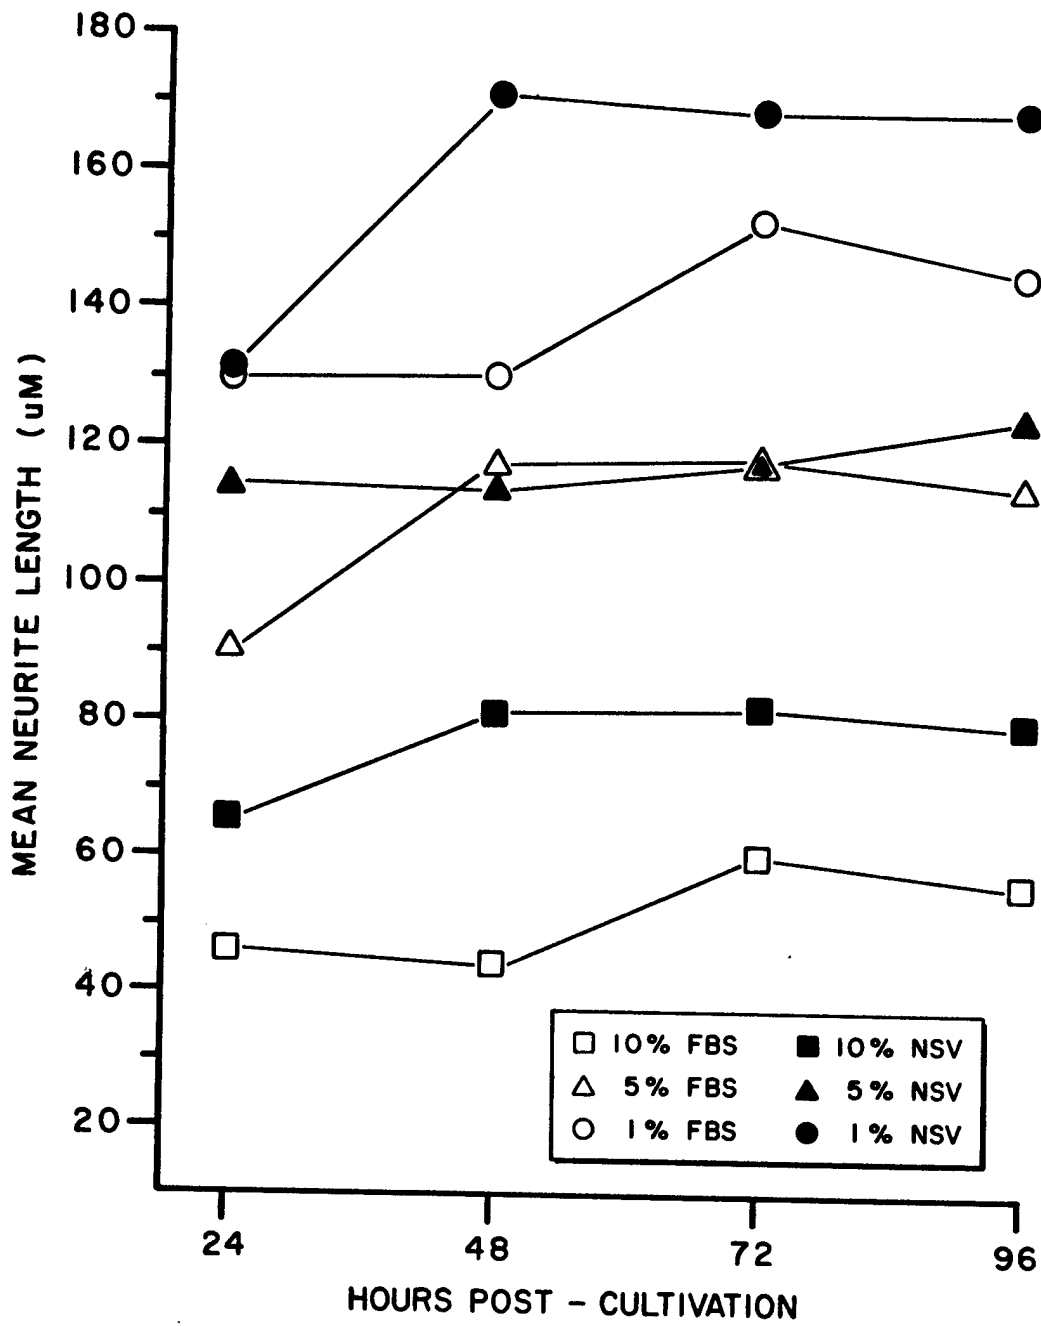 180
160
140
120
100
80
60
40
20
MEAN NEURITE LENGTH (uM)
10% FBS
10% NSV
5% FBS
5% NSV
1% FBS
1% NSV
24
48
72
96
HOURS POST - CULTIVATION